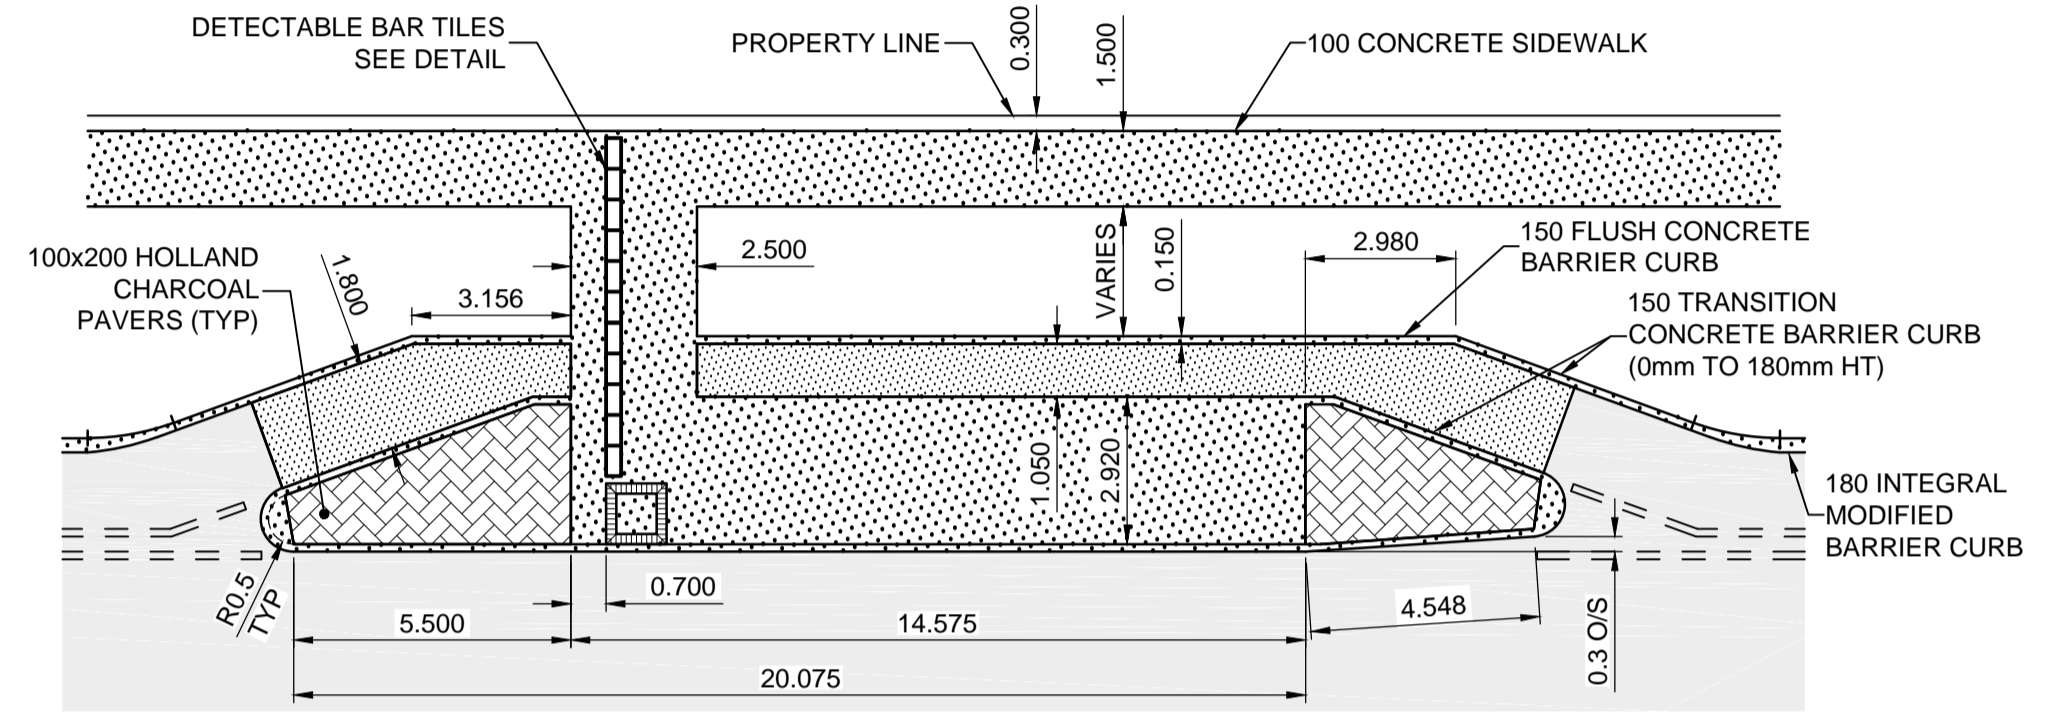 DETECTABLE BAR TILES
SEE DETAIL
PROPERTY LINE
0.300
1.500
100 CONCRETE SIDEWALK
100x200 HOLLAND
CHARCOAL
PAVERS (TYP)
1.800
3.156
2.500
VARIES
0.150
2.980
150 FLUSH CONCRETE
BARRIER CURB
150 TRANSITION
CONCRETE BARRIER CURB
(0mm TO 180mm HT)
1.050
2.920
180 INTEGRAL
MODIFIED
BARRIER CURB
R0.5
TYP
0.700
5.500
14.575
4.548
0.3 O/S
20.075